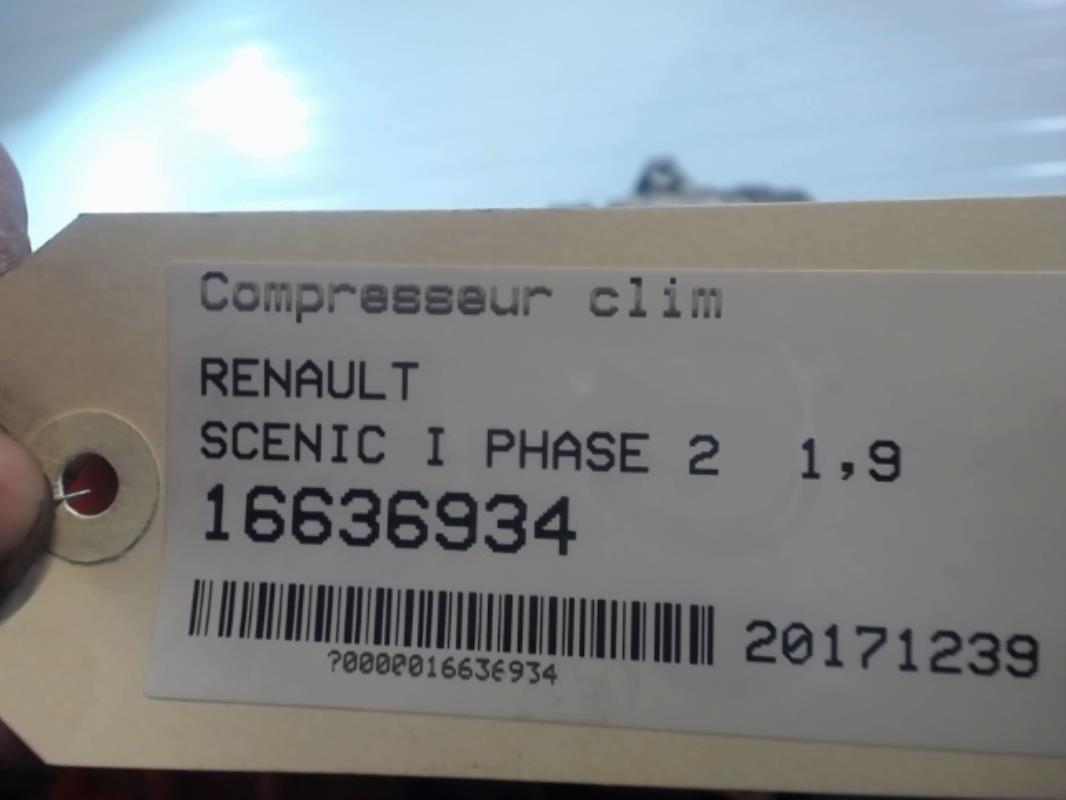 Compresseur clim
RENAULT
SCENIC I PHASE 2 1,9
16636934
20171239
?0000016636934